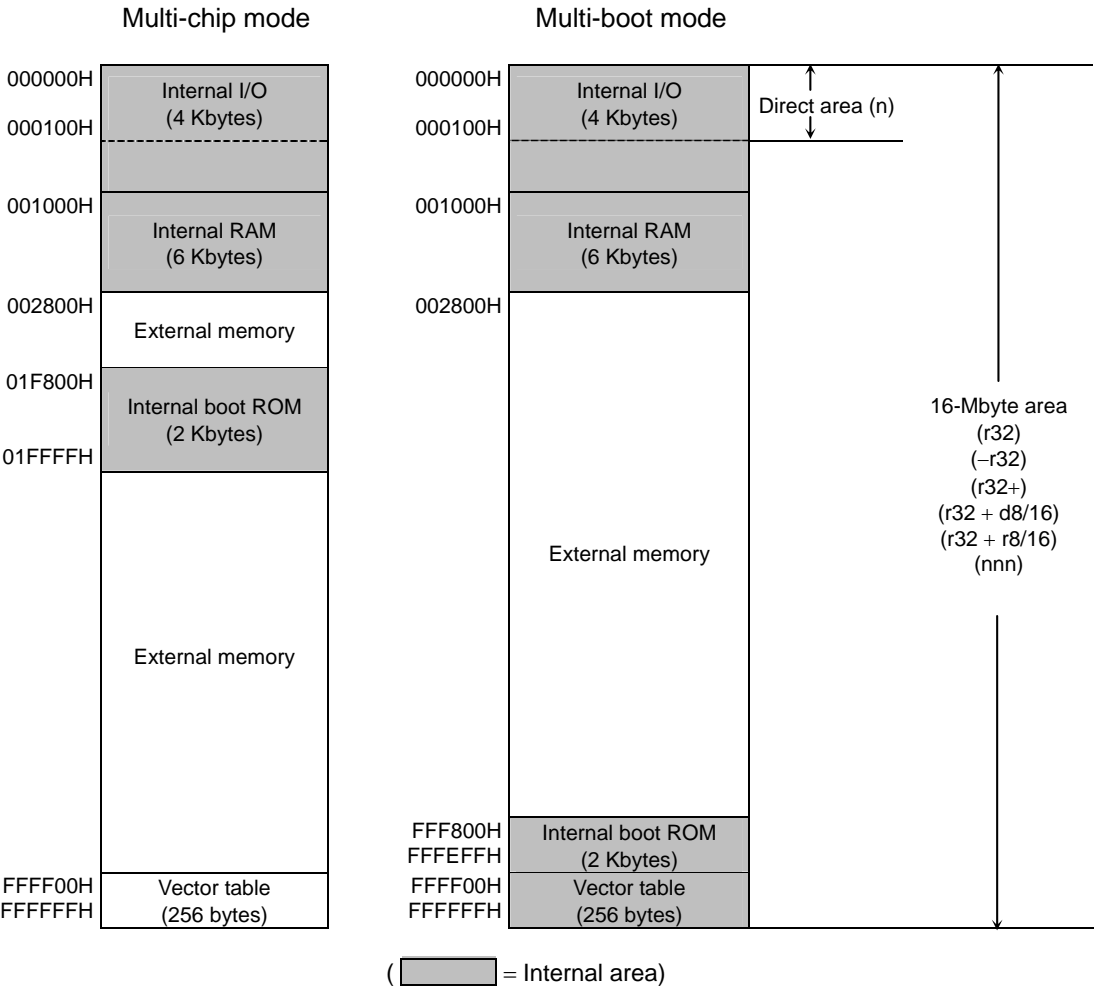 Multi-chip mode
000000H
Internal I/O
(4 Kbytes)
000100H
001000H
Internal RAM
(6 Kbytes)
002800H
External memory
01F800H
Internal boot ROM
(2 Kbytes)
01FFFFH
External memory
FFFF00H
Vector table
FFFFFFH
(256 bytes)
Multi-boot mode
000000H
Internal I/O
(4 Kbytes)
000100H
Direct area (n)
001000H
Internal RAM
(6 Kbytes)
002800H
External memory
FFF800H
Internal boot ROM
FFFEFFH
(2 Kbytes)
FFFF00H
Vector table
FFFFFFH
(256 bytes)
16-Mbyte area
(r32)
(−r32)
(r32+)
(r32 + d8/16)
(r32 + r8/16)
(nnn)
( = Internal area)